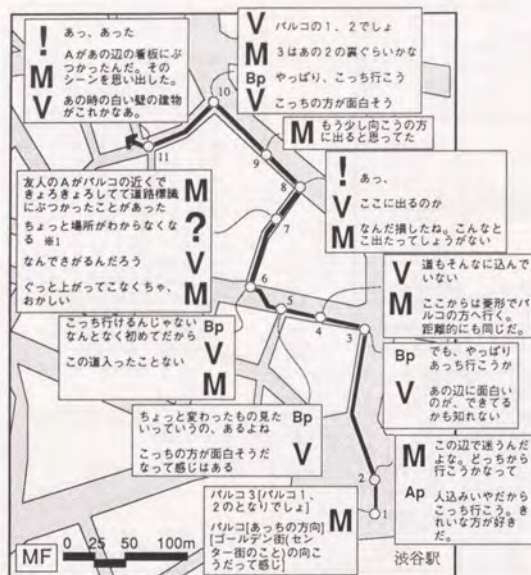 ! あっ、あった
M Aがあの辺の看板にぶ
つかったんだ。その
シーンを思い出した。
V あの時の白い壁の建物
がこれかなあ。
V パルコの1、2でしょ
M 3はあの2の裏ぐらいかな
Bp やっぱり、こっち行こう
V こっちの方が面白そう
M もう少し向こうの方
に出ると思ってた
! あっ、
V ここに出るのか
M なんだ損したね。こんなと
こ出たってしょうがない
友人のAがパルコの近くで M
きょろきょろしてて道路標識
にぶつかったことがあった
ちょっと場所がわからなくな ?
る ※1
なんでさがるんだろう V
ぐっと上がってこなくちゃ、 M
おかしい
V 道もそんなに込んで
いない
M ここからは菱形でパ
ルコの方へ行く。
距離的にも同じだ。
こっち行けるんじゃない Bp
なんとなく初めてだから
V
この道入ったことない
M
Bp でも、やっぱり
あっち行こうか
V あの辺に面白い
のが、できてる
かも知れない
ちょっと変わったもの見た Bp
いっていうの、あるよね
こっちの方が面白そうだ V
なって感じはある
M この辺で迷うんだ
よな。どっちから
行こうかなって
Ap 人込みいやだから
こっち行こう。き
れいな方が好き
だ。
パルコ3[パルコ1、 M
2のとなりでしょ]
パルコ[あっちの方向]
[ゴールデン街(セン
ター街のこと)の向こ
うだって感じ]
1
2
3
4
5
6
7
8
9
10
11
MF 0 25 50 100m
渋谷駅